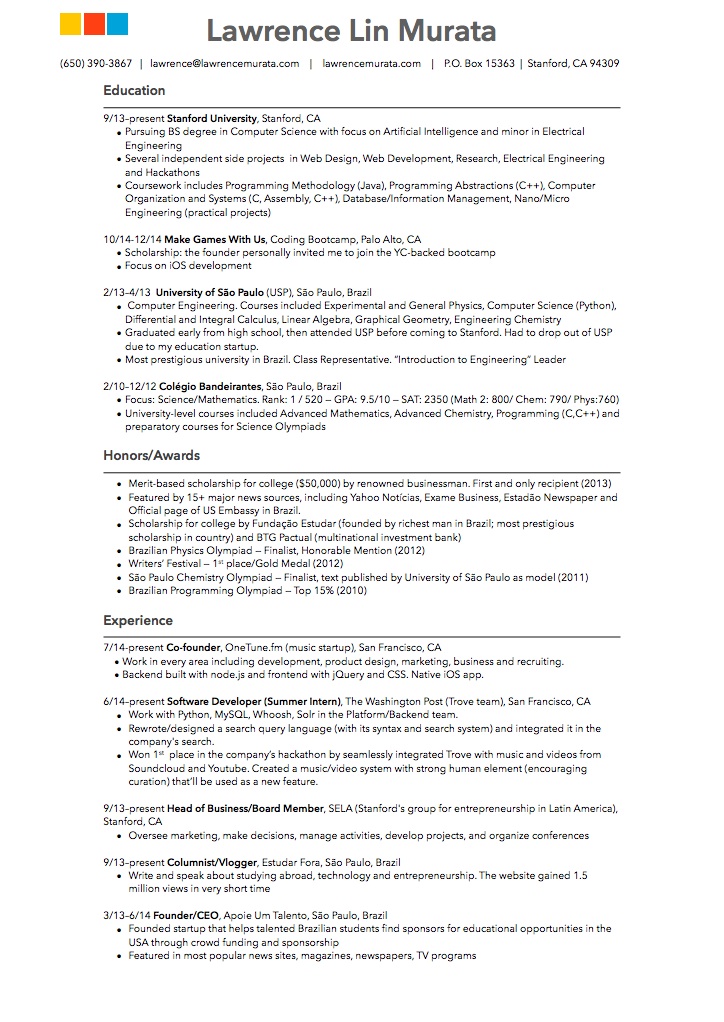 Lawrence Lin Murata
(650) 390-3867 | lawrence@lawrencemurata.com | lawrencemurata.com | P.O. Box 15363 | Stanford, CA 94309
Education
9/13–present Stanford University, Stanford, CA
• Pursuing BS degree in Computer Science with focus on Artificial Intelligence and minor in Electrical
Engineering
• Several independent side projects in Web Design, Web Development, Research, Electrical Engineering
and Hackathons
• Coursework includes Programming Methodology (Java), Programming Abstractions (C++), Computer
Organization and Systems (C, Assembly, C++), Database/Information Management, Nano/Micro
Engineering (practical projects)
10/14-12/14 Make Games With Us, Coding Bootcamp, Palo Alto, CA
• Scholarship: the founder personally invited me to join the YC-backed bootcamp
• Focus on iOS development
2/13-4/13 University of São Paulo (USP), São Paulo, Brazil
• Computer Engineering. Courses included Experimental and General Physics, Computer Science (Python),
Differential and Integral Calculus, Linear Algebra, Graphical Geometry, Engineering Chemistry
• Graduated early from high school, then attended USP before coming to Stanford. Had to drop out of USP
due to my education startup.
• Most prestigious university in Brazil. Class Representative. “Introduction to Engineering” Leader
2/10–12/12 Colégio Bandeirantes, São Paulo, Brazil
• Focus: Science/Mathematics. Rank: 1 / 520 – GPA: 9.5/10 – SAT: 2350 (Math 2: 800/ Chem: 790/ Phys:760)
• University-level courses included Advanced Mathematics, Advanced Chemistry, Programming (C,C++) and
preparatory courses for Science Olympiads
Honors/Awards
• Merit-based scholarship for college ($50,000) by renowned businessman. First and only recipient (2013)
• Featured by 15+ major news sources, including Yahoo Notícias, Exame Business, Estadão Newspaper and
Official page of US Embassy in Brazil.
• Scholarship for college by Fundação Estudar (founded by richest man in Brazil; most prestigious
scholarship in country) and BTG Pactual (multinational investment bank)
• Brazilian Physics Olympiad – Finalist, Honorable Mention (2012)
• Writers’ Festival – 1st place/Gold Medal (2012)
• São Paulo Chemistry Olympiad – Finalist, text published by University of São Paulo as model (2011)
• Brazilian Programming Olympiad – Top 15% (2010)
Experience
7/14-present Co-founder, OneTune.fm (music startup), San Francisco, CA
• Work in every area including development, product design, marketing, business and recruiting.
• Backend built with node.js and frontend with jQuery and CSS. Native iOS app.
6/14–present Software Developer (Summer Intern), The Washington Post (Trove team), San Francisco, CA
• Work with Python, MySQL, Whoosh, Solr in the Platform/Backend team.
• Rewrote/designed a search query language (with its syntax and search system) and integrated it in the
company’s search.
• Won 1st place in the company’s hackathon by seamlessly integrated Trove with music and videos from
Soundcloud and Youtube. Created a music/video system with strong human element (encouraging
curation) that’ll be used as a new feature.
9/13–present Head of Business/Board Member, SELA (Stanford's group for entrepreneurship in Latin America),
Stanford, CA
• Oversee marketing, make decisions, manage activities, develop projects, and organize conferences
9/13–present Columnist/Vlogger, Estudar Fora, São Paulo, Brazil
• Write and speak about studying abroad, technology and entrepreneurship. The website gained 1.5
million views in very short time
3/13–6/14 Founder/CEO, Apoie Um Talento, São Paulo, Brazil
• Founded startup that helps talented Brazilian students find sponsors for educational opportunities in the
USA through crowd funding and sponsorship
• Featured in most popular news sites, magazines, newspapers, TV programs